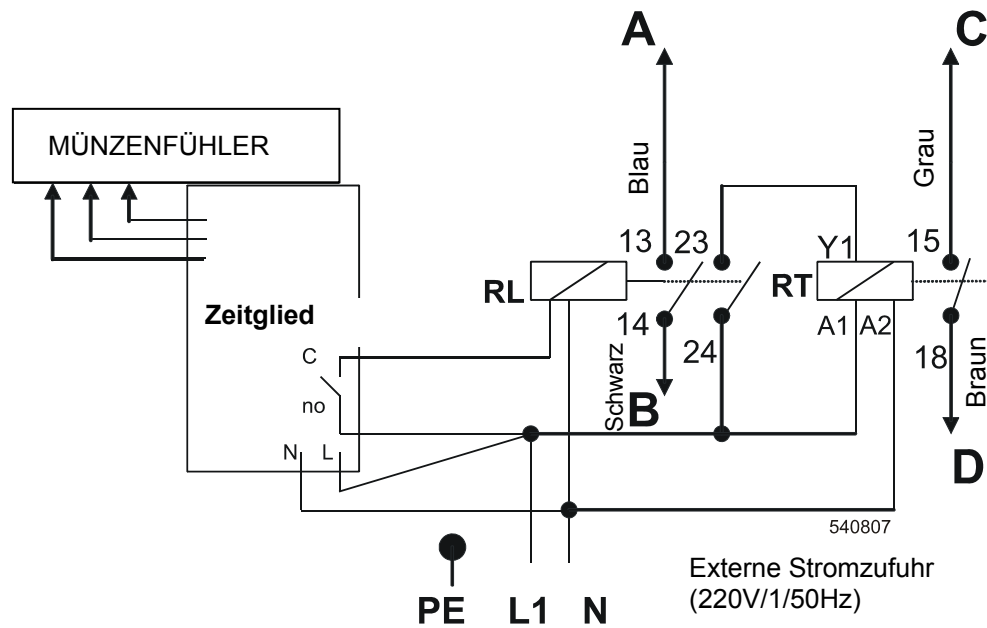 A
C
MÜNZENFÜHLER
Blau
Grau
13
23
Y1
15
RL
RT
Zeitglied
14
24
A1
A2
18
C
no
Schwarz
B
Braun
N
L
D
540807
Externe Stromzufuhr
(220V/1/50Hz)
PE
L1
N